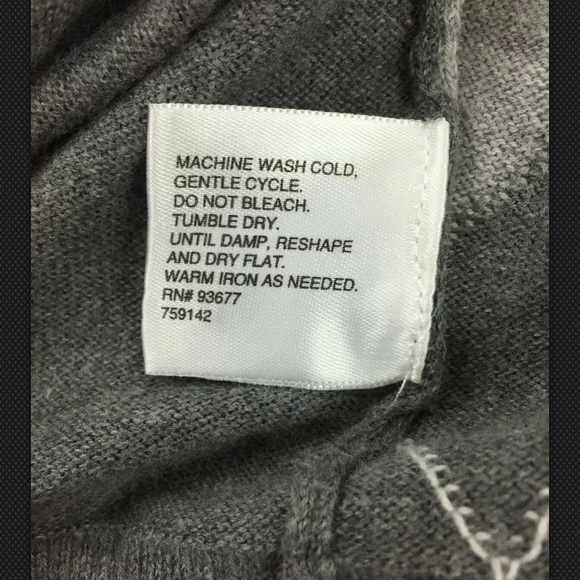 MACHINE WASH COLD,
GENTLE CYCLE.
DO NOT BLEACH.
TUMBLE DRY.
UNTIL DAMP, RESHAPE
AND DRY FLAT.
WARM IRON AS NEEDED.
RN# 93677
759142